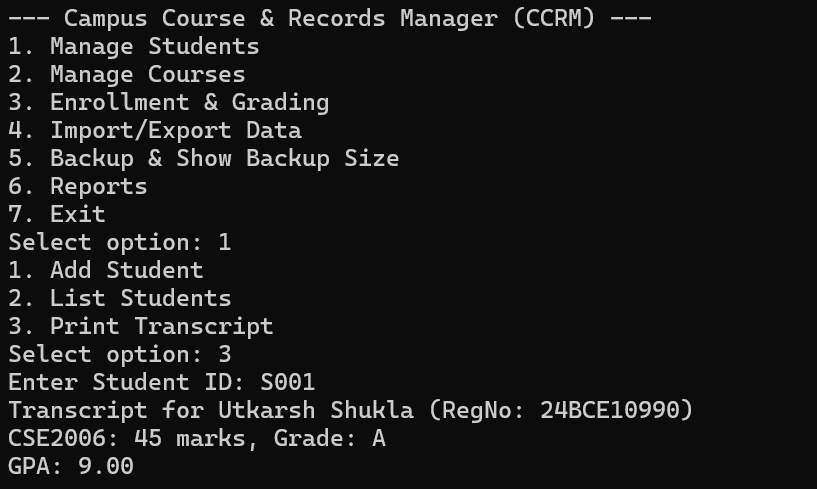 --- Campus Course & Records Manager (CCRM) ---
1. Manage Students
2. Manage Courses
3. Enrollment & Grading
4. Import/Export Data
5. Backup & Show Backup Size
6. Reports
7. Exit
Select option: 1
1. Add Student
2. List Students
3. Print Transcript
Select option: 3
Enter Student ID: S001
Transcript for Utkarsh Shukla (RegNo: 24BCE10990)
CSE2006: 45 marks, Grade: A
GPA: 9.00